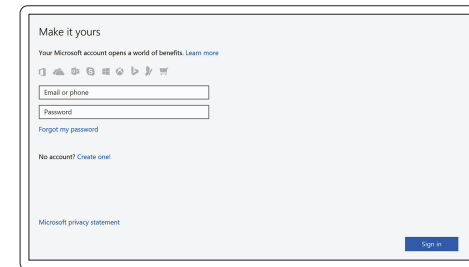 Make it yours
Your Microsoft account opens a world of benefits. Learn more
Email or phone
Password
Forgot my password
No account? Create one!
Microsoft privacy statement
Sign in